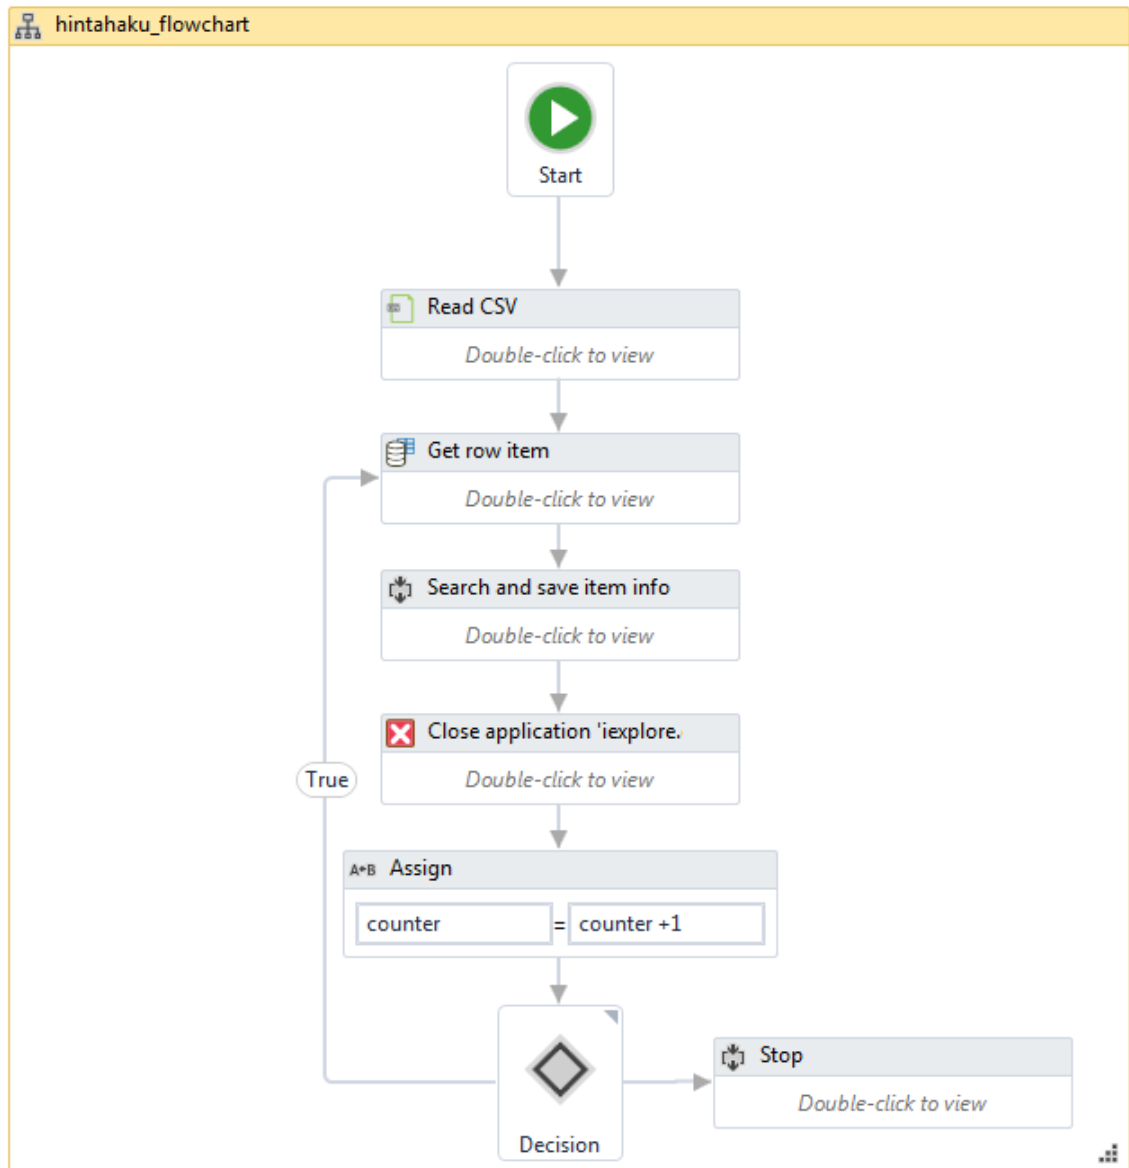 hintahaku_flowchart
Start
Read CSV
Double-click to view
Get row item
Double-click to view
Search and save item info
Double-click to view
Close application 'iexplore.
Double-click to view
True
A B Assign
counter = counter +1
Decision
Stop
Double-click to view